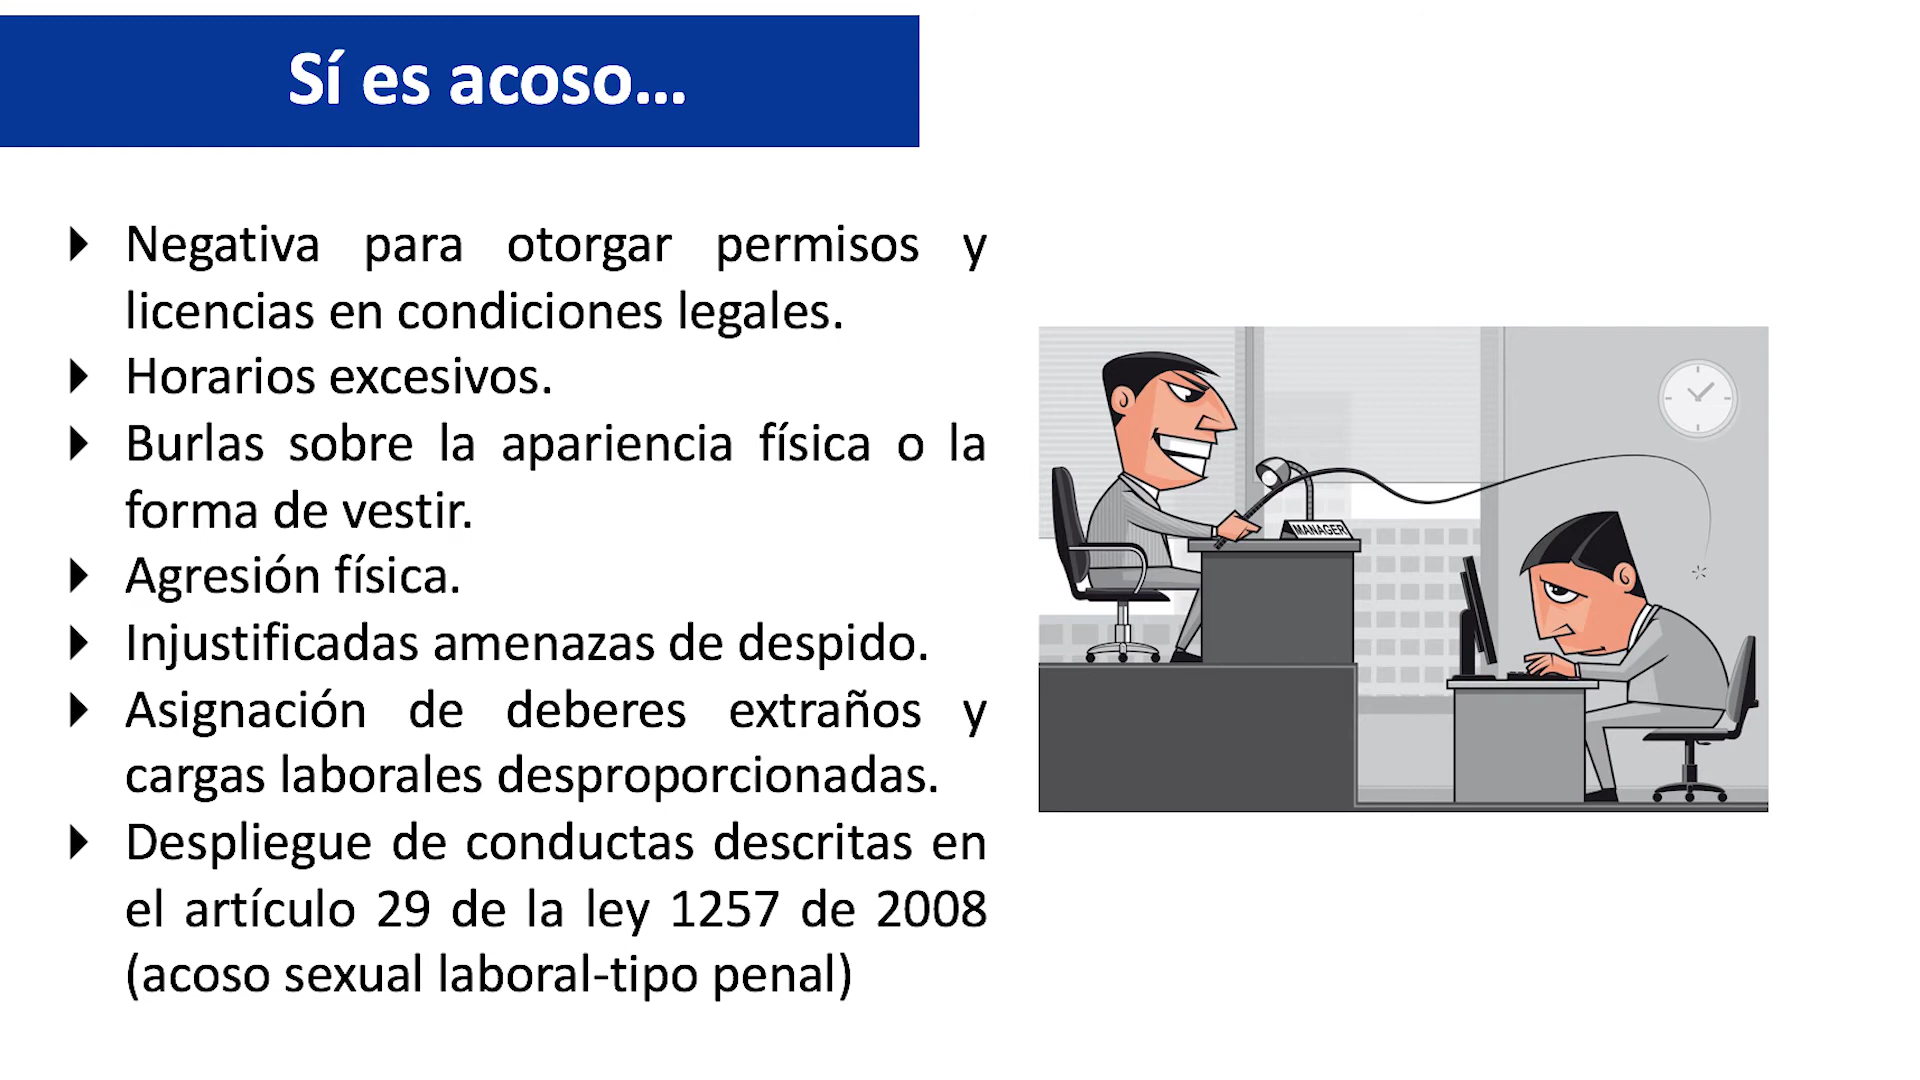 Sí es acoso...
Negativa para otorgar permisos y
licencias en condiciones legales.
Horarios excesivos.
Burlas sobre la apariencia física o la
forma de vestir.
Agresión física.
Injustificadas amenazas de despido.
Asignación de deberes extraños y
cargas laborales desproporcionadas.
Despliegue de conductas descritas en
el artículo 29 de la ley 1257 de 2008
(acoso sexual laboral-tipo penal)
MANAGER